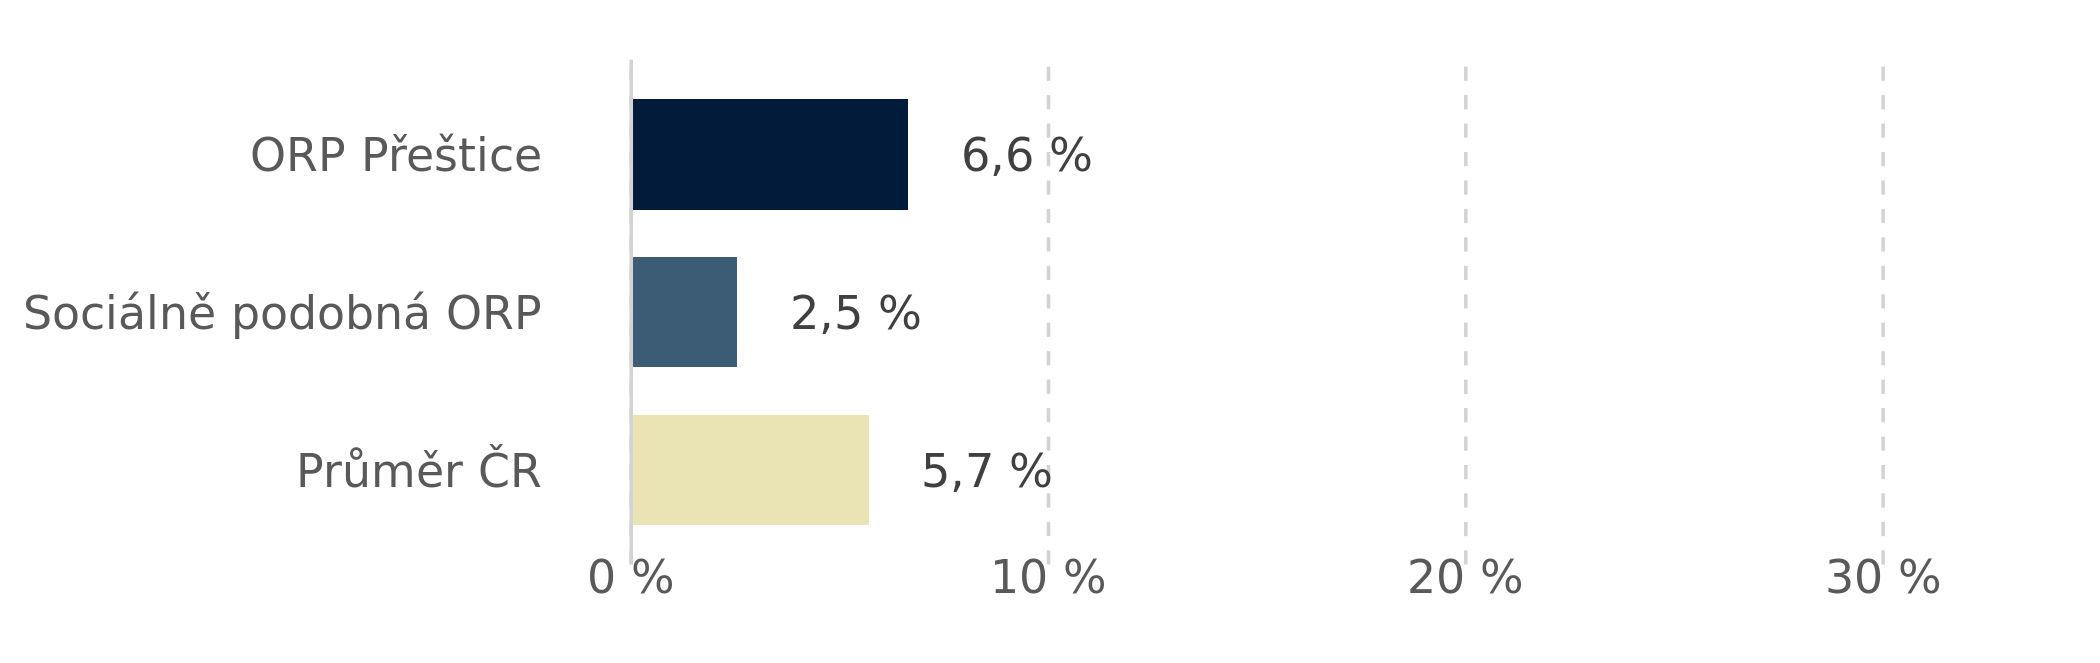 ORP Přeštice 6,6 %
Sociálně podobná ORP 2,5 %
Průměr ČR 5,7 %
0 % 10 % 20 % 30 %